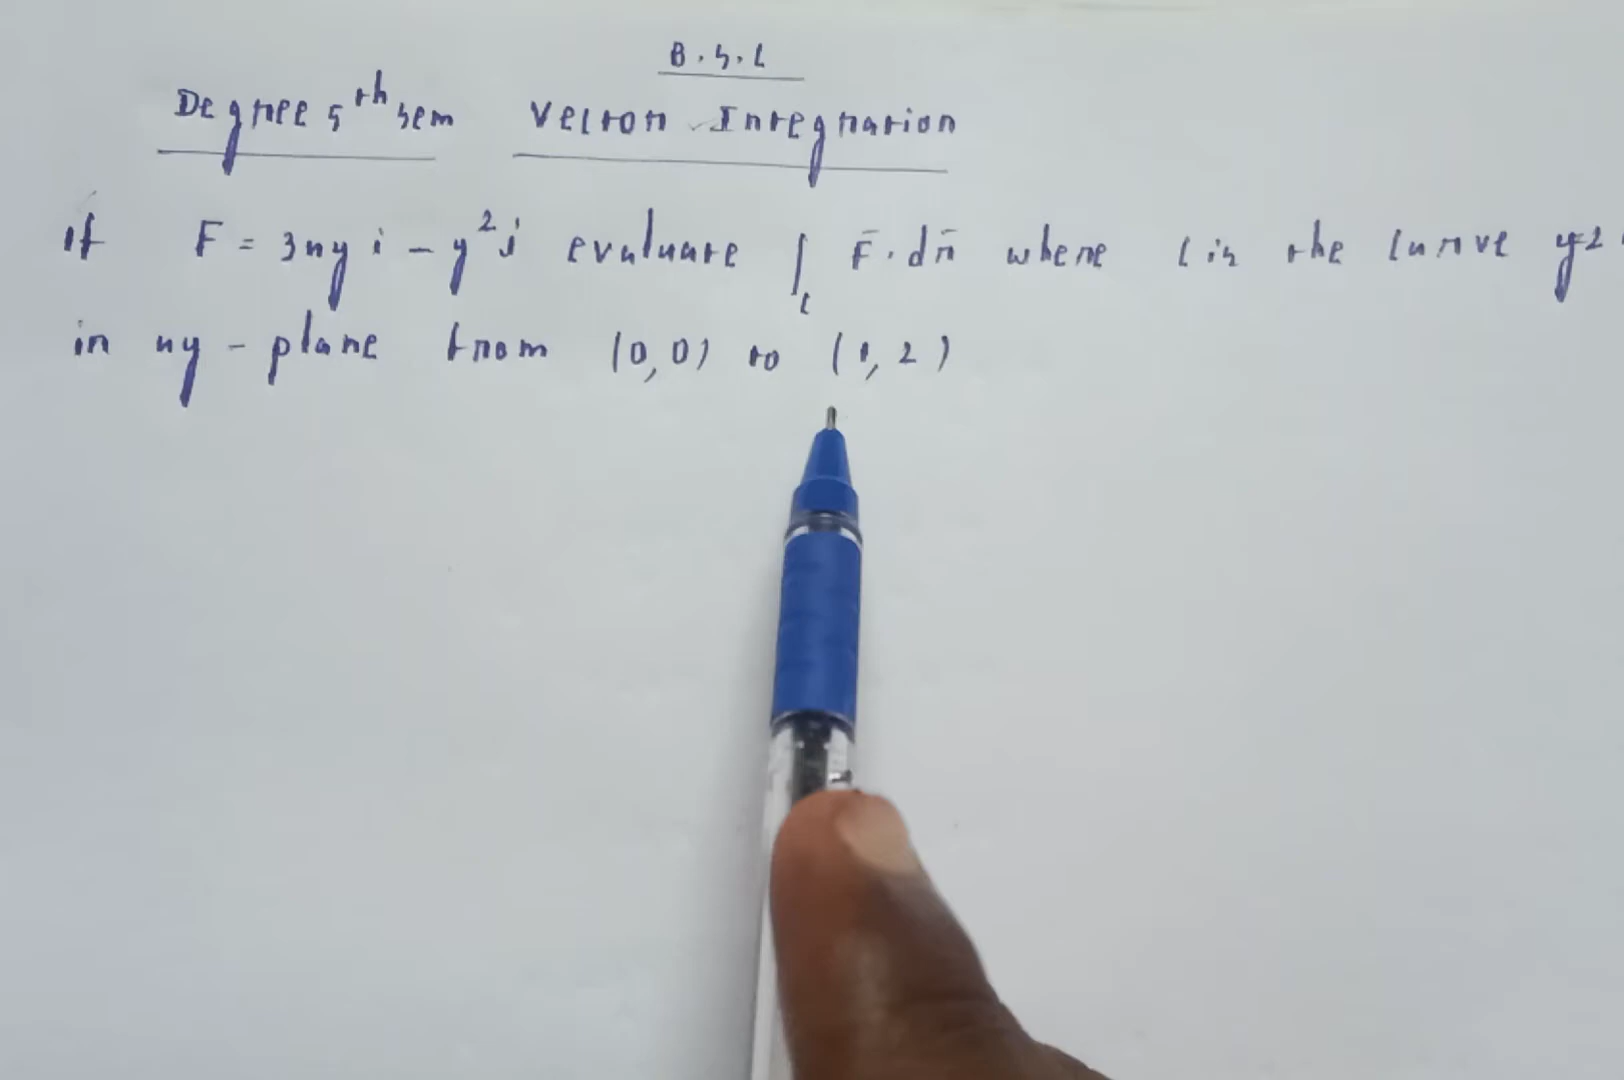 B.S.C
Degree 5th sem Vector Integration
if F = 3xy i - y² j evaluate ∫c F̄. dr̄ where C is the curve y=2
in xy - plane from (0,0) to (1,2)